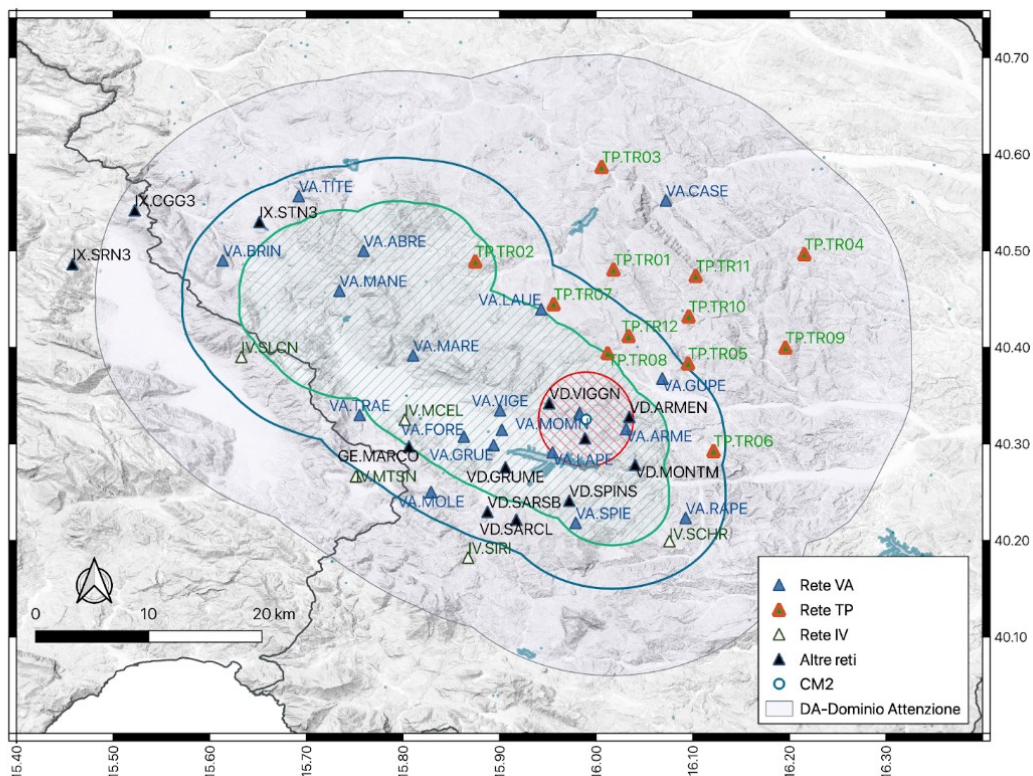 40.70
40.60
TP.TR03
VA.CASE
VA.TITE
IX.CGG3
IX.STN3
VA.ABRE
TP.TR04
40.50
IX.SRN3
VA.BRIN
TP.TR02
TP.TR01
TP.TR11
VA.MANE
VA.LAUE
TP.TR07
TP.TR10
TP.TR12
40.40
IV.SLCN
VA.MARE
TP.TR08
TP.TR05
TP.TR09
VA.GUPE
VD.VIGGN
VA.TRAE
IV.MCEL
VA.VIGE
VD.ARMEN
VA.FORE
VA.MOMN
VA.ARME
40.30
GE.MARCO
VA.GRUE
VA.LAPE
TP.TR06
IV.MTSN
VD.GRUME
VD.MONTM
VA.MOLE
VD.SARSB
VD.SPINS
VD.SARCL
VA.SPIE
VA.RAPE
IV.SIRI
IV.SCHR
40.20
0 10 20 km
40.10
Rete VA
Rete TP
Rete IV
Altre reti
CM2
DA-Dominio Attenzione
15.40 15.50 15.60 15.70 15.80 15.90 16.00 16.10 16.20 16.30